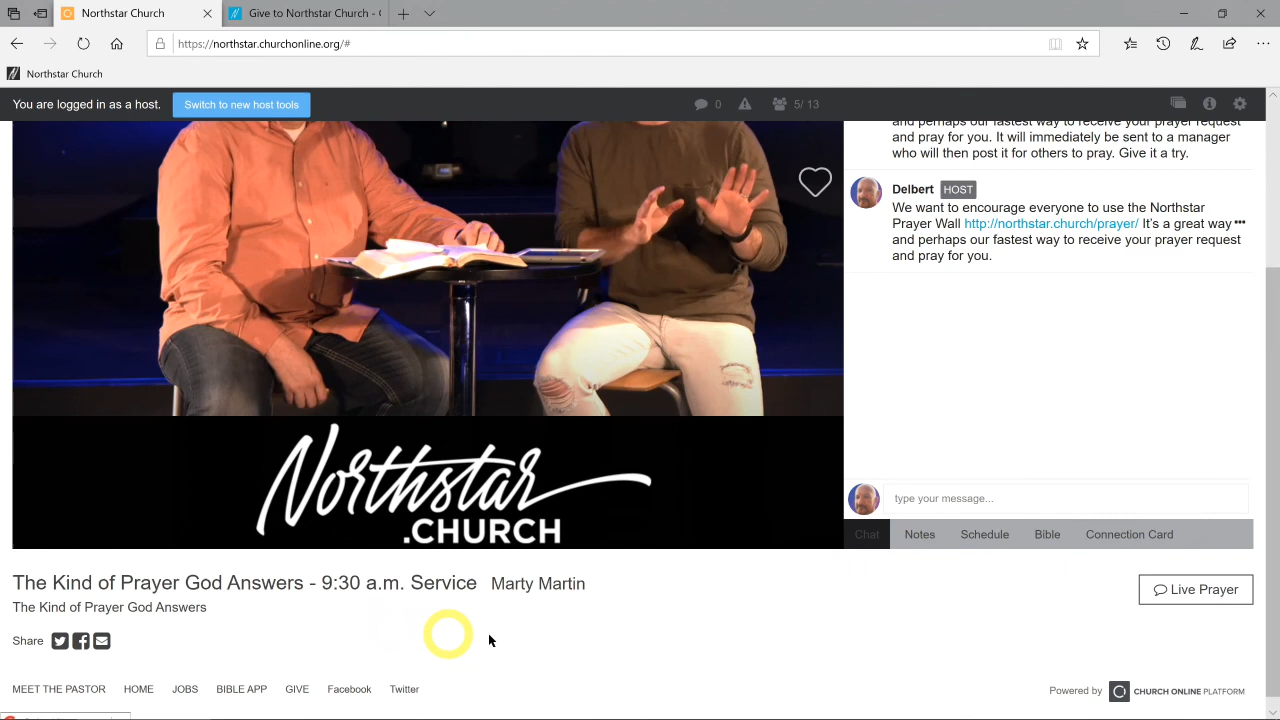 Northstar Church
Give to Northstar Church -
https://northstar.churchonline.org/#
Northstar Church
You are logged in as a host.
Switch to new host tools
0
5/ 13
and perhaps our fastest way to receive your prayer request
and pray for you. It will immediately be sent to a manager
who will then post it for others to pray. Give it a try.
Delbert HOST
We want to encourage everyone to use the Northstar
Prayer Wall http://northstar.church/prayer/ It's a great way
and perhaps our fastest way to receive your prayer request
and pray for you.
Northstar
.CHURCH
type your message...
Chat Notes Schedule Bible Connection Card
The Kind of Prayer God Answers - 9:30 a.m. Service Marty Martin
Live Prayer
The Kind of Prayer God Answers
Share
MEET THE PASTOR HOME JOBS BIBLE APP GIVE Facebook Twitter
Powered by CHURCH ONLINE PLATFORM